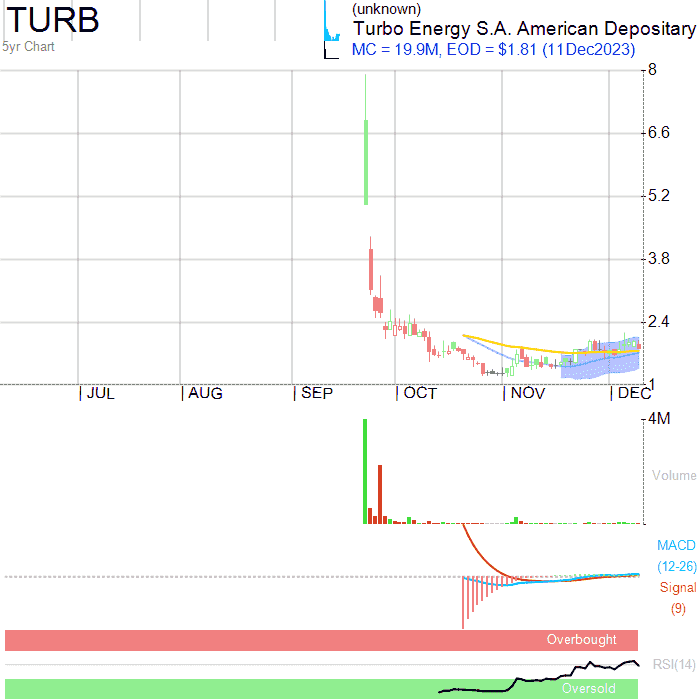 TURB
5yr Chart
(unknown)
Turbo Energy S.A. American Depositary
MC = 19.9M, EOD = $1.81 (11Dec2023)
8
6.6
5.2
3.8
2.4
1
JUL
AUG
SEP
OCT
NOV
DEC
4M
Volume
MACD
(12-26)
Signal
(9)
Overbought
RSI(14)
Oversold